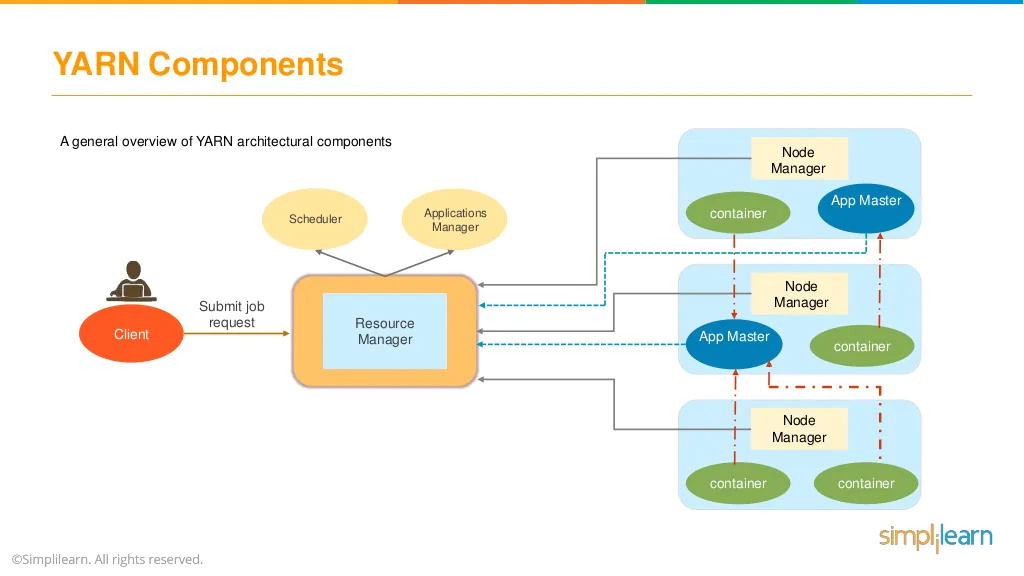 YARN Components
A general overview of YARN architectural components
Node
Manager
container
App Master
Scheduler
Applications
Manager
Submit job
request
Client
Resource
Manager
Node
Manager
App Master
container
Node
Manager
container
container
simplilearn
©Simplilearn. All rights reserved.